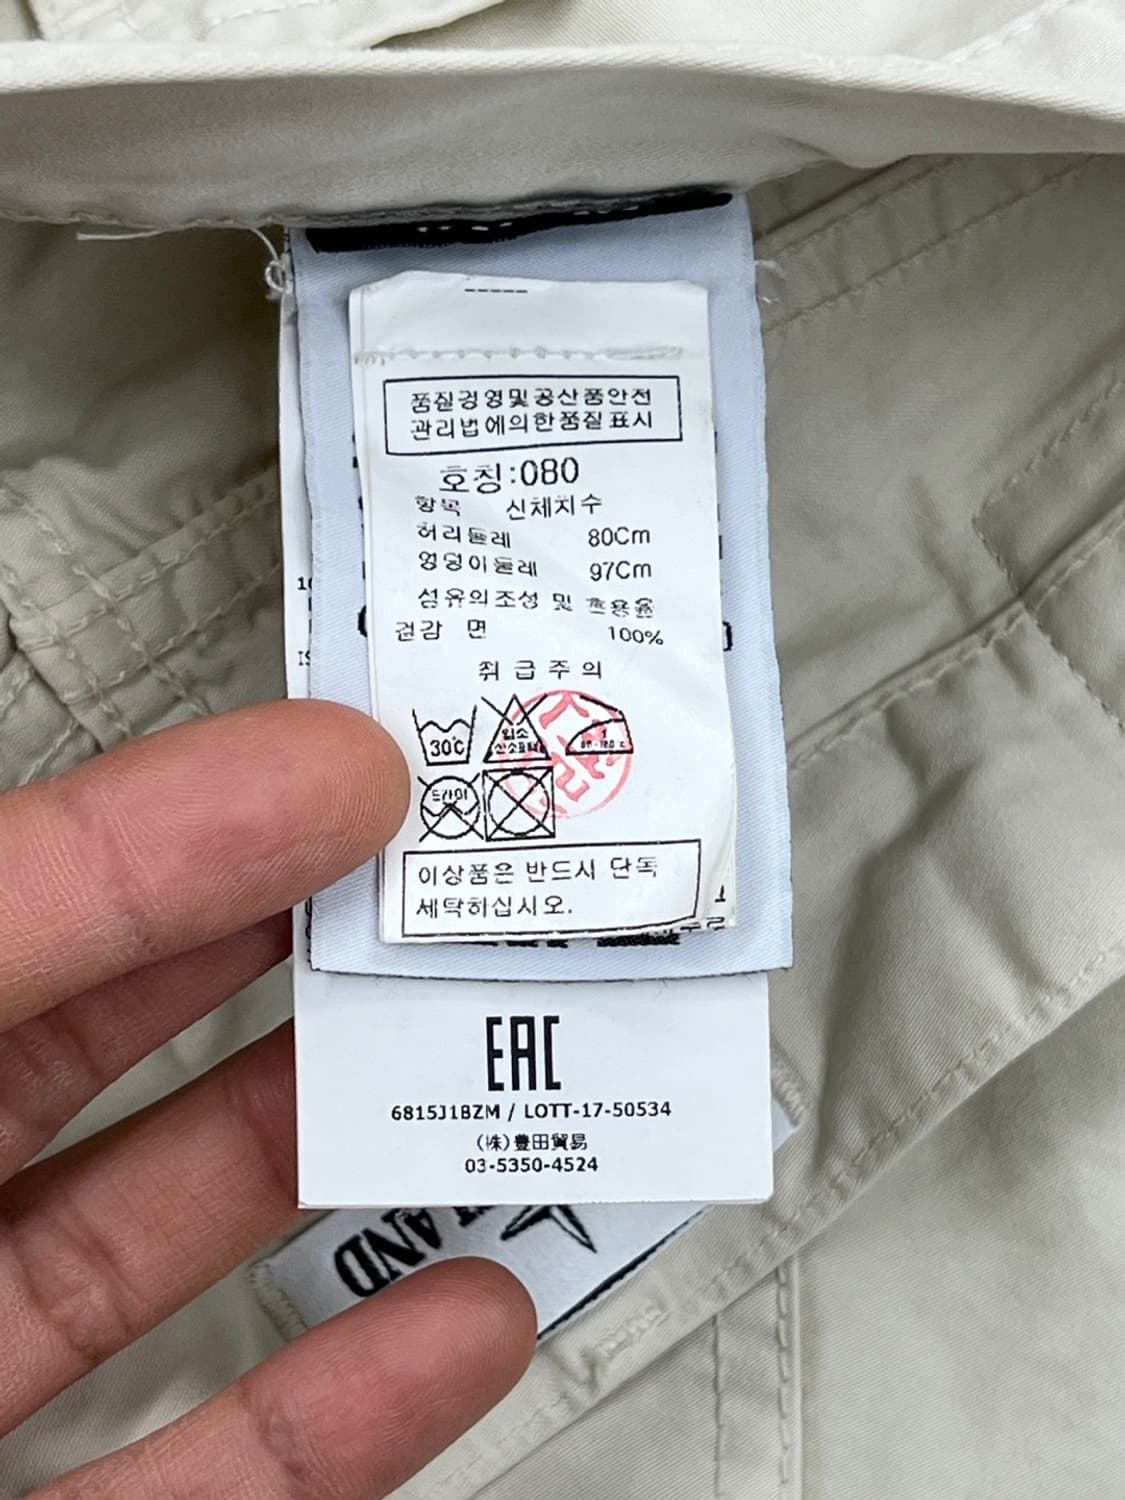 품질경영및공산품안전
관리법에의한품질표시
호칭:080
항목 신체치수
허리둘레 80Cm
엉덩이둘레 97Cm
섬유의조성 및 혼용율
겉감 면 100%
취급주의
30℃
드라이
이상품은 반드시 단독
세탁하십시오.
EAC
6815J1BZM / LOTT-17-50534
(株)豊田貿易
03-5350-4524
LAND